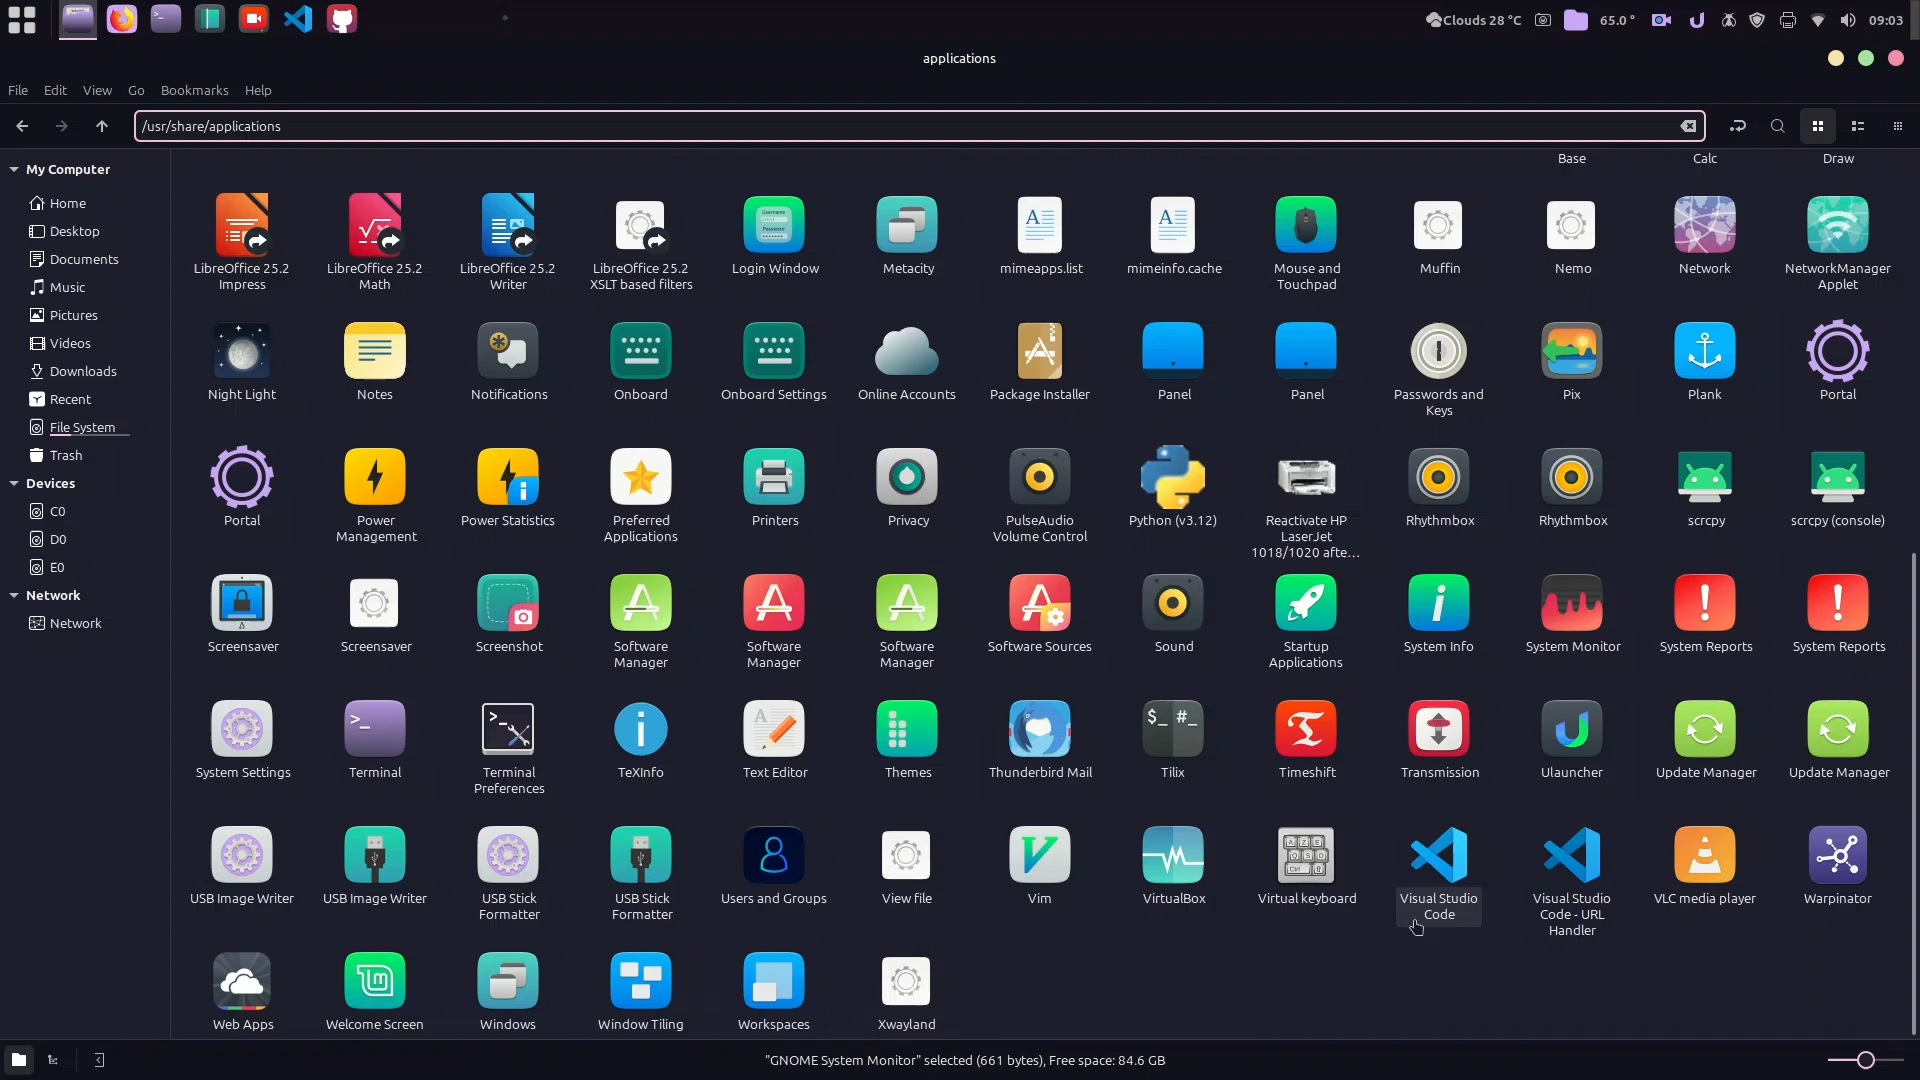 Clouds 28 °C
65.0 °
09:03
applications
File Edit View Go Bookmarks Help
/usr/share/applications
My Computer
Home
Desktop
Documents
Music
Pictures
Videos
Downloads
Recent
File System
Trash
Devices
C0
D0
E0
Network
Network
Base Calc Draw
LibreOffice 25.2
Impress
LibreOffice 25.2
Math
LibreOffice 25.2
Writer
LibreOffice 25.2
XSLT based filters
Login Window
Metacity
mimeapps.list
mimeinfo.cache
Mouse and
Touchpad
Muffin
Nemo
Network
NetworkManager
Applet
Night Light
Notes
Notifications
Onboard
Onboard Settings
Online Accounts
Package Installer
Panel
Panel
Passwords and
Keys
Pix
Plank
Portal
Portal
Power
Management
Power Statistics
Preferred
Applications
Printers
Privacy
PulseAudio
Volume Control
Python (v3.12)
Reactivate HP
LaserJet
1018/1020 afte...
Rhythmbox
Rhythmbox
scrcpy
scrcpy (console)
Screensaver
Screensaver
Screenshot
Software
Manager
Software
Manager
Software
Manager
Software Sources
Sound
Startup
Applications
System Info
System Monitor
System Reports
System Reports
System Settings
Terminal
Terminal
Preferences
TeXInfo
Text Editor
Themes
Thunderbird Mail
Tilix
Timeshift
Transmission
Ulauncher
Update Manager
Update Manager
USB Image Writer
USB Image Writer
USB Stick
Formatter
USB Stick
Formatter
Users and Groups
View file
Vim
VirtualBox
Virtual keyboard
Visual Studio
Code
Visual Studio
Code - URL
Handler
VLC media player
Warpinator
Web Apps
Welcome Screen
Windows
Window Tiling
Workspaces
Xwayland
"GNOME System Monitor" selected (661 bytes), Free space: 84.6 GB